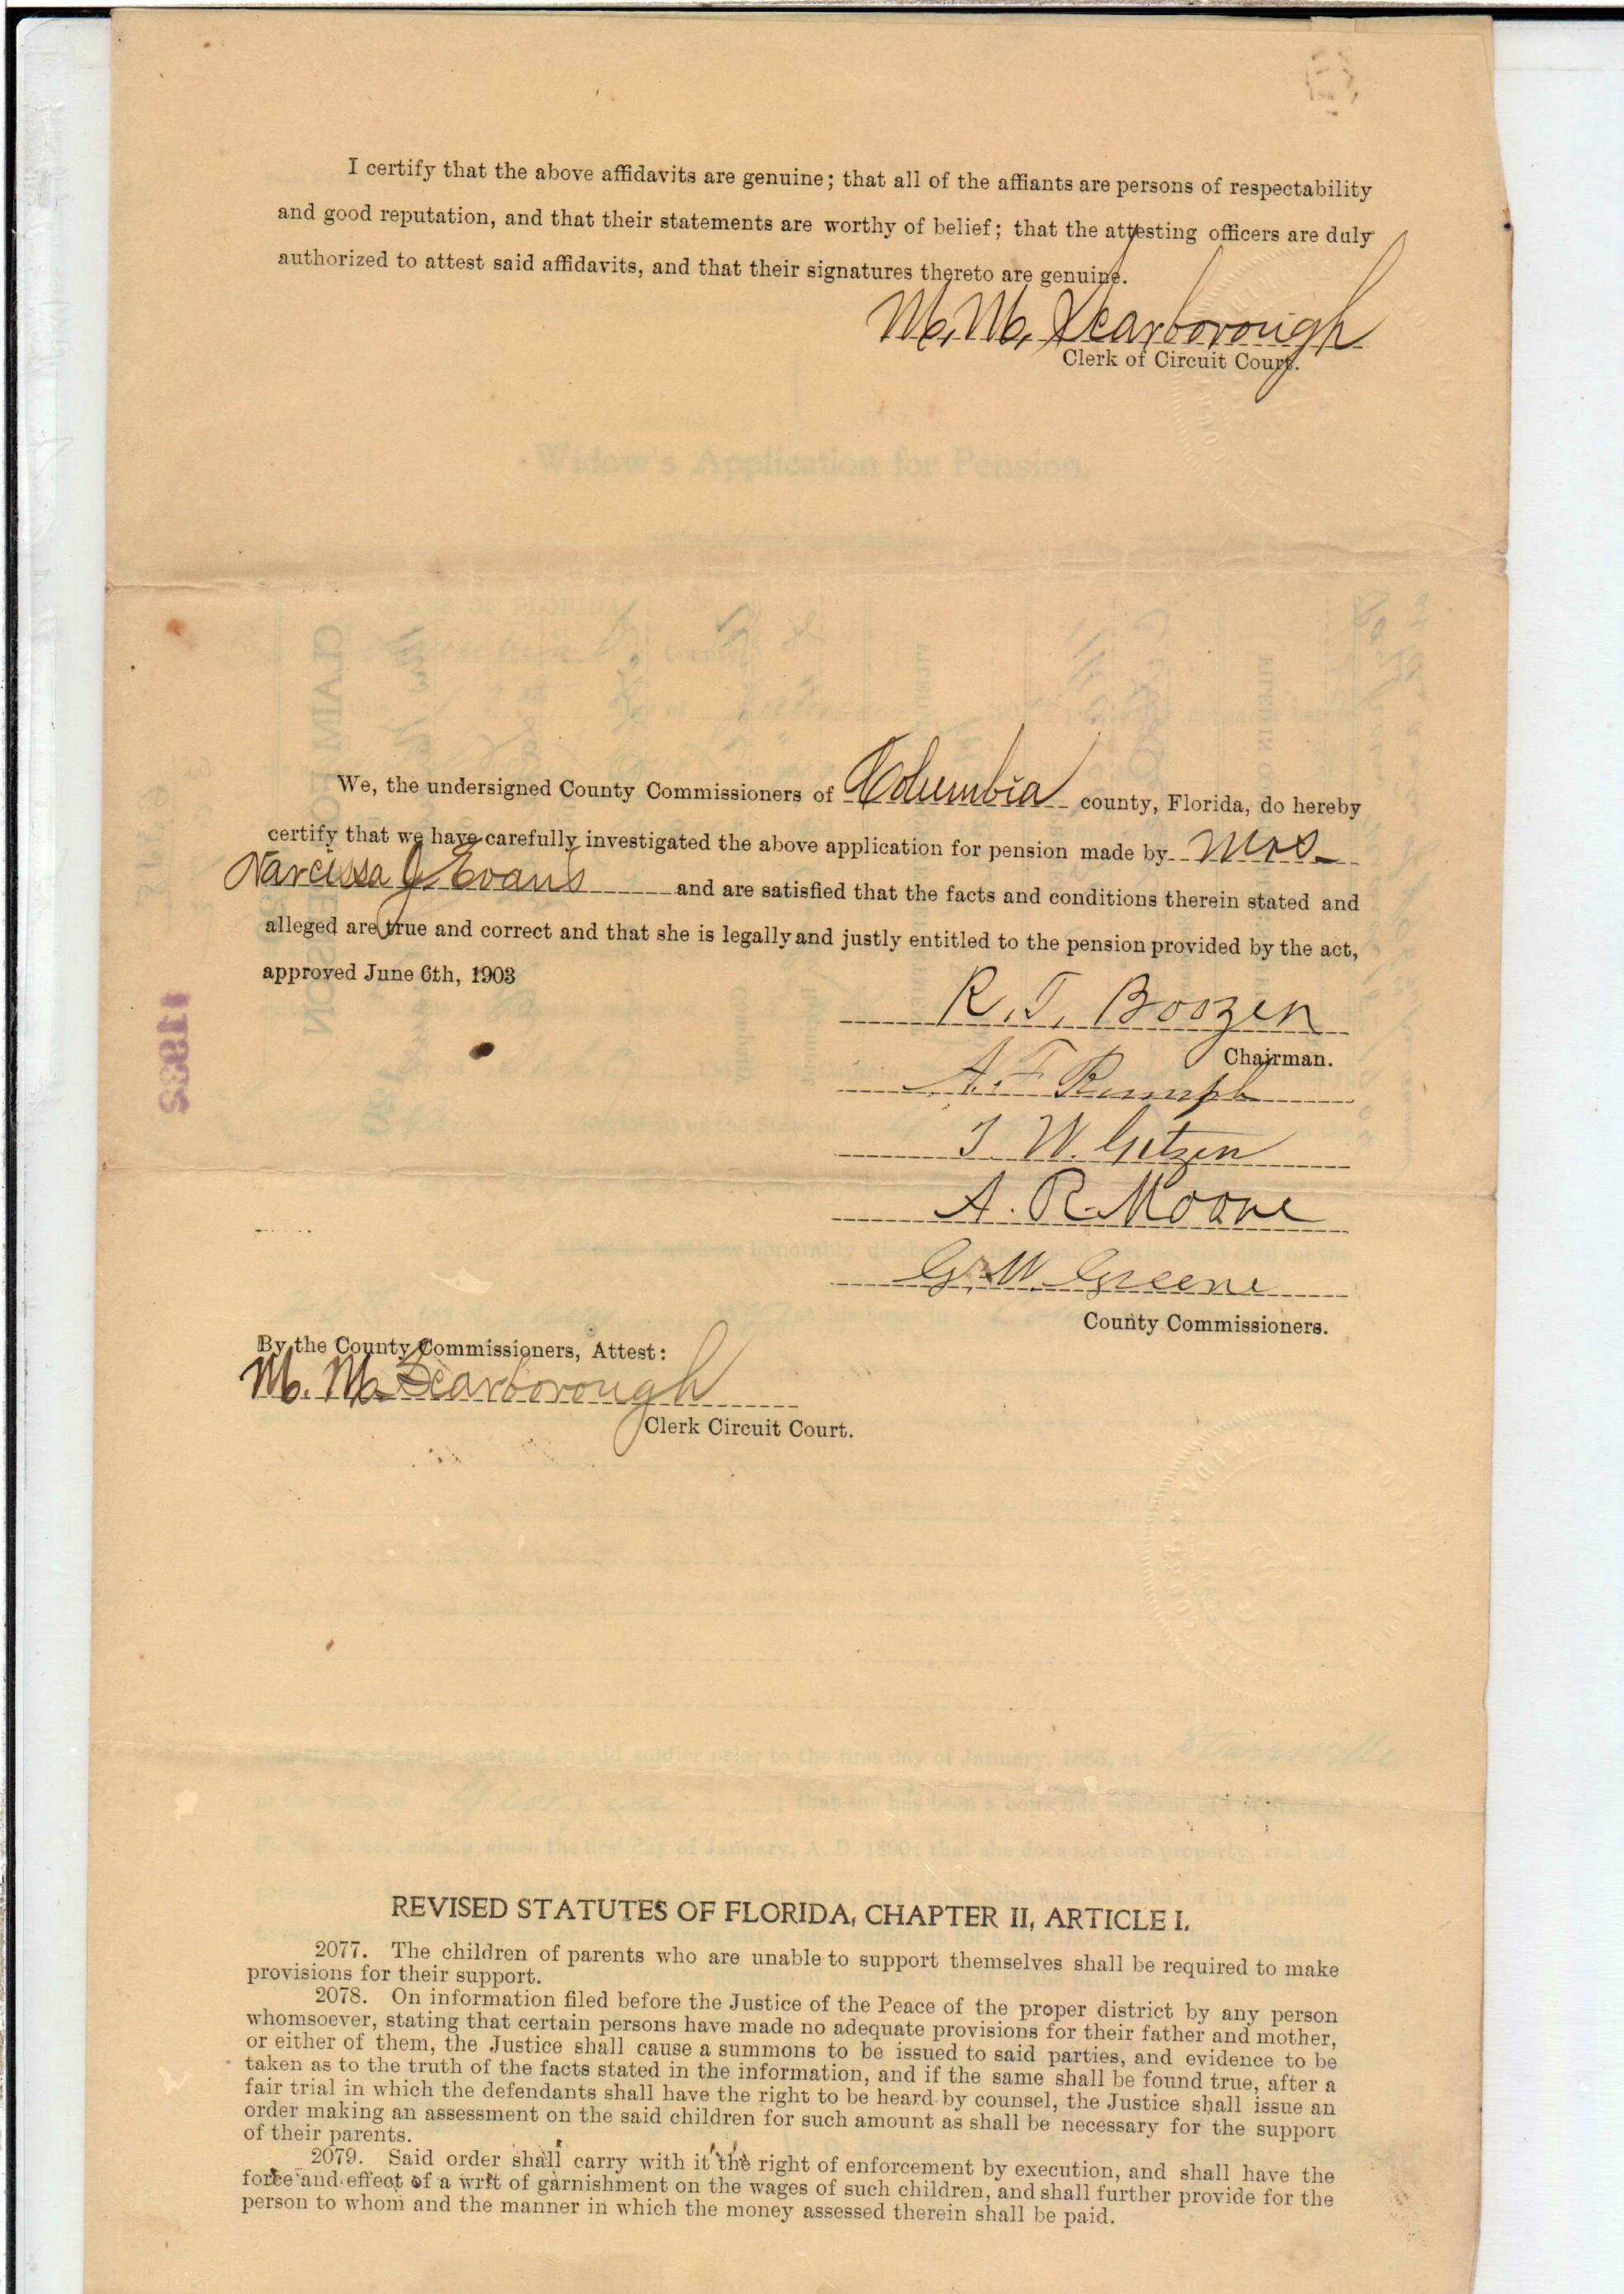 I certify that the above affidavits are genuine; that all of the affiants are persons of respectability
and good reputation, and that their statements are worthy of belief; that the attesting officers are duly
authorized to attest said affidavits, and that their signatures thereto are genuine.
M. M. Scarborough
Clerk of Circuit Court.
Widow's Application for Pension.
We, the undersigned County Commissioners of Columbia county, Florida, do hereby
certify that we have carefully investigated the above application for pension made by Mrs.
Narcissa J. Evans and are satisfied that the facts and conditions therein stated and
alleged are true and correct and that she is legally and justly entitled to the pension provided by the act,
approved June 6th, 1903
R. T. Boozer
Chairman.
A. F. Rumph
T. W. Getzen
A. R. Moore
G. W. Greene
County Commissioners.
By the County Commissioners, Attest:
M. M. Scarborough
Clerk Circuit Court.
REVISED STATUTES OF FLORIDA, CHAPTER II, ARTICLE I.
2077. The children of parents who are unable to support themselves shall be required to make
provisions for their support.
2078. On information filed before the Justice of the Peace of the proper district by any person
whomsoever, stating that certain persons have made no adequate provisions for their father and mother,
or either of them, the Justice shall cause a summons to be issued to said parties, and evidence to be
taken as to the truth of the facts stated in the information, and if the same shall be found true, after a
fair trial in which the defendants shall have the right to be heard by counsel, the Justice shall issue an
order making an assessment on the said children for such amount as shall be necessary for the support
of their parents.
2079. Said order shall carry with it the right of enforcement by execution, and shall have the
force and effect of a writ of garnishment on the wages of such children, and shall further provide for the
person to whom and the manner in which the money assessed therein shall be paid.